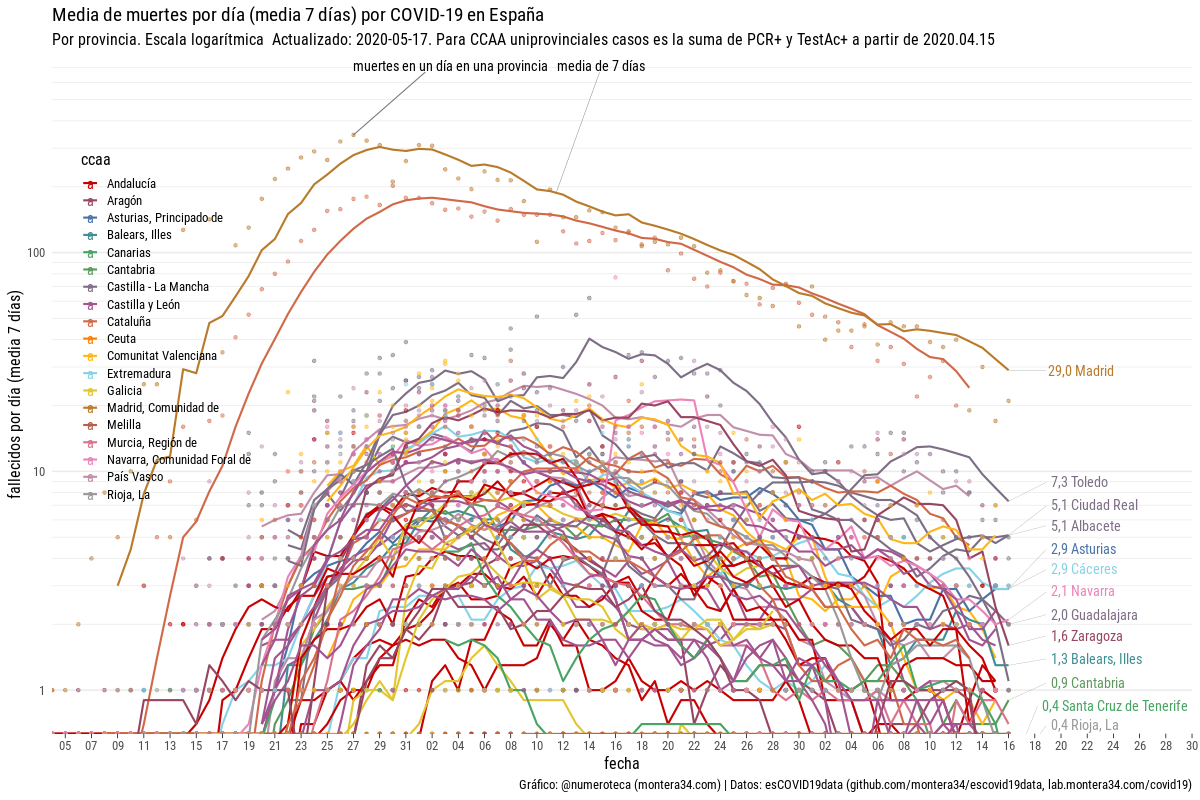 Media de muertes por día (media 7 días) por COVID-19 en España
Por provincia. Escala logarítmica  Actualizado: 2020-05-17. Para CCAA uniprovinciales casos es la suma de PCR+ y TestAc+ a partir de 2020.04.15
muertes en un día en una provincia
media de 7 días
ccaa
Andalucía
Aragón
Asturias, Principado de
Balears, Illes
Canarias
Cantabria
Castilla - La Mancha
Castilla y León
Cataluña
Ceuta
Comunitat Valenciana
Extremadura
Galicia
Madrid, Comunidad de
Melilla
Murcia, Región de
Navarra, Comunidad Foral de
País Vasco
Rioja, La
fallecidos por día (media  7 días)
100
10
1
29,0 Madrid
7,3 Toledo
5,1 Ciudad Real
5,1 Albacete
2,9 Asturias
2,9 Cáceres
2,1 Navarra
2,0 Guadalajara
1,6 Zaragoza
1,3 Balears, Illes
0,9 Cantabria
0,4 Santa Cruz de Tenerife
0,4 Rioja, La
05 07 09 11 13 15 17 19 21 23 25 27 29 31 02 04 06 08 10 12 14 16 18 20 22 24 26 28 30 02 04 06 08 10 12 14 16 18 20 22 24 26 28 30
fecha
Gráfico: @numeroteca (montera34.com) | Datos: esCOVID19data (github.com/montera34/escovid19data, lab.montera34.com/covid19)